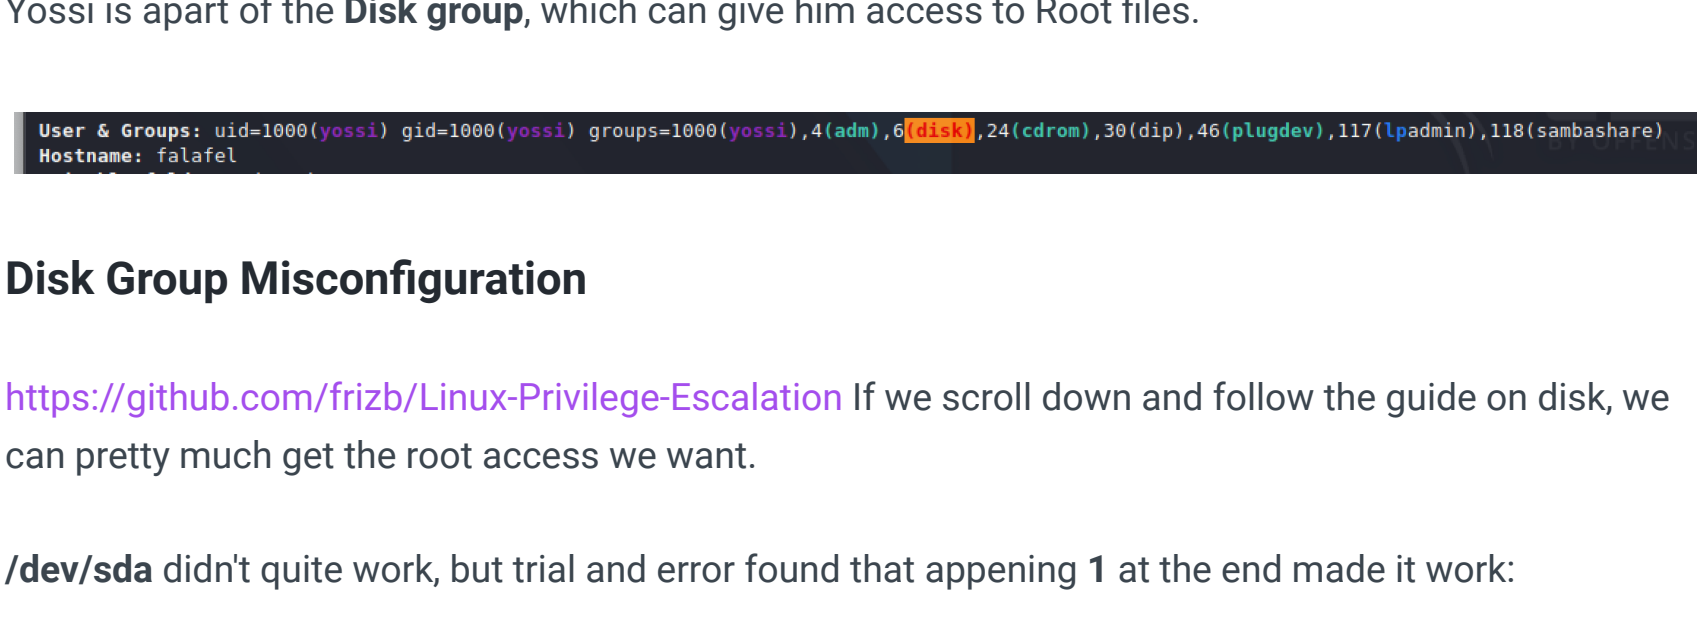 Yossi is apart of the Disk group, which can give him access to Root files.
User & Groups: uid=1000(yossi) gid=1000(yossi) groups=1000(yossi),4(adm),6(disk),24(cdrom),30(dip),46(plugdev),117(lpadmin),118(sambashare)
BY OFFENS
Hostname: falafel
Disk Group Misconfiguration
https://github.com/frizb/Linux-Privilege-Escalation If we scroll down and follow the guide on disk, we
can pretty much get the root access we want.
/dev/sda didn't quite work, but trial and error found that appening 1 at the end made it work: